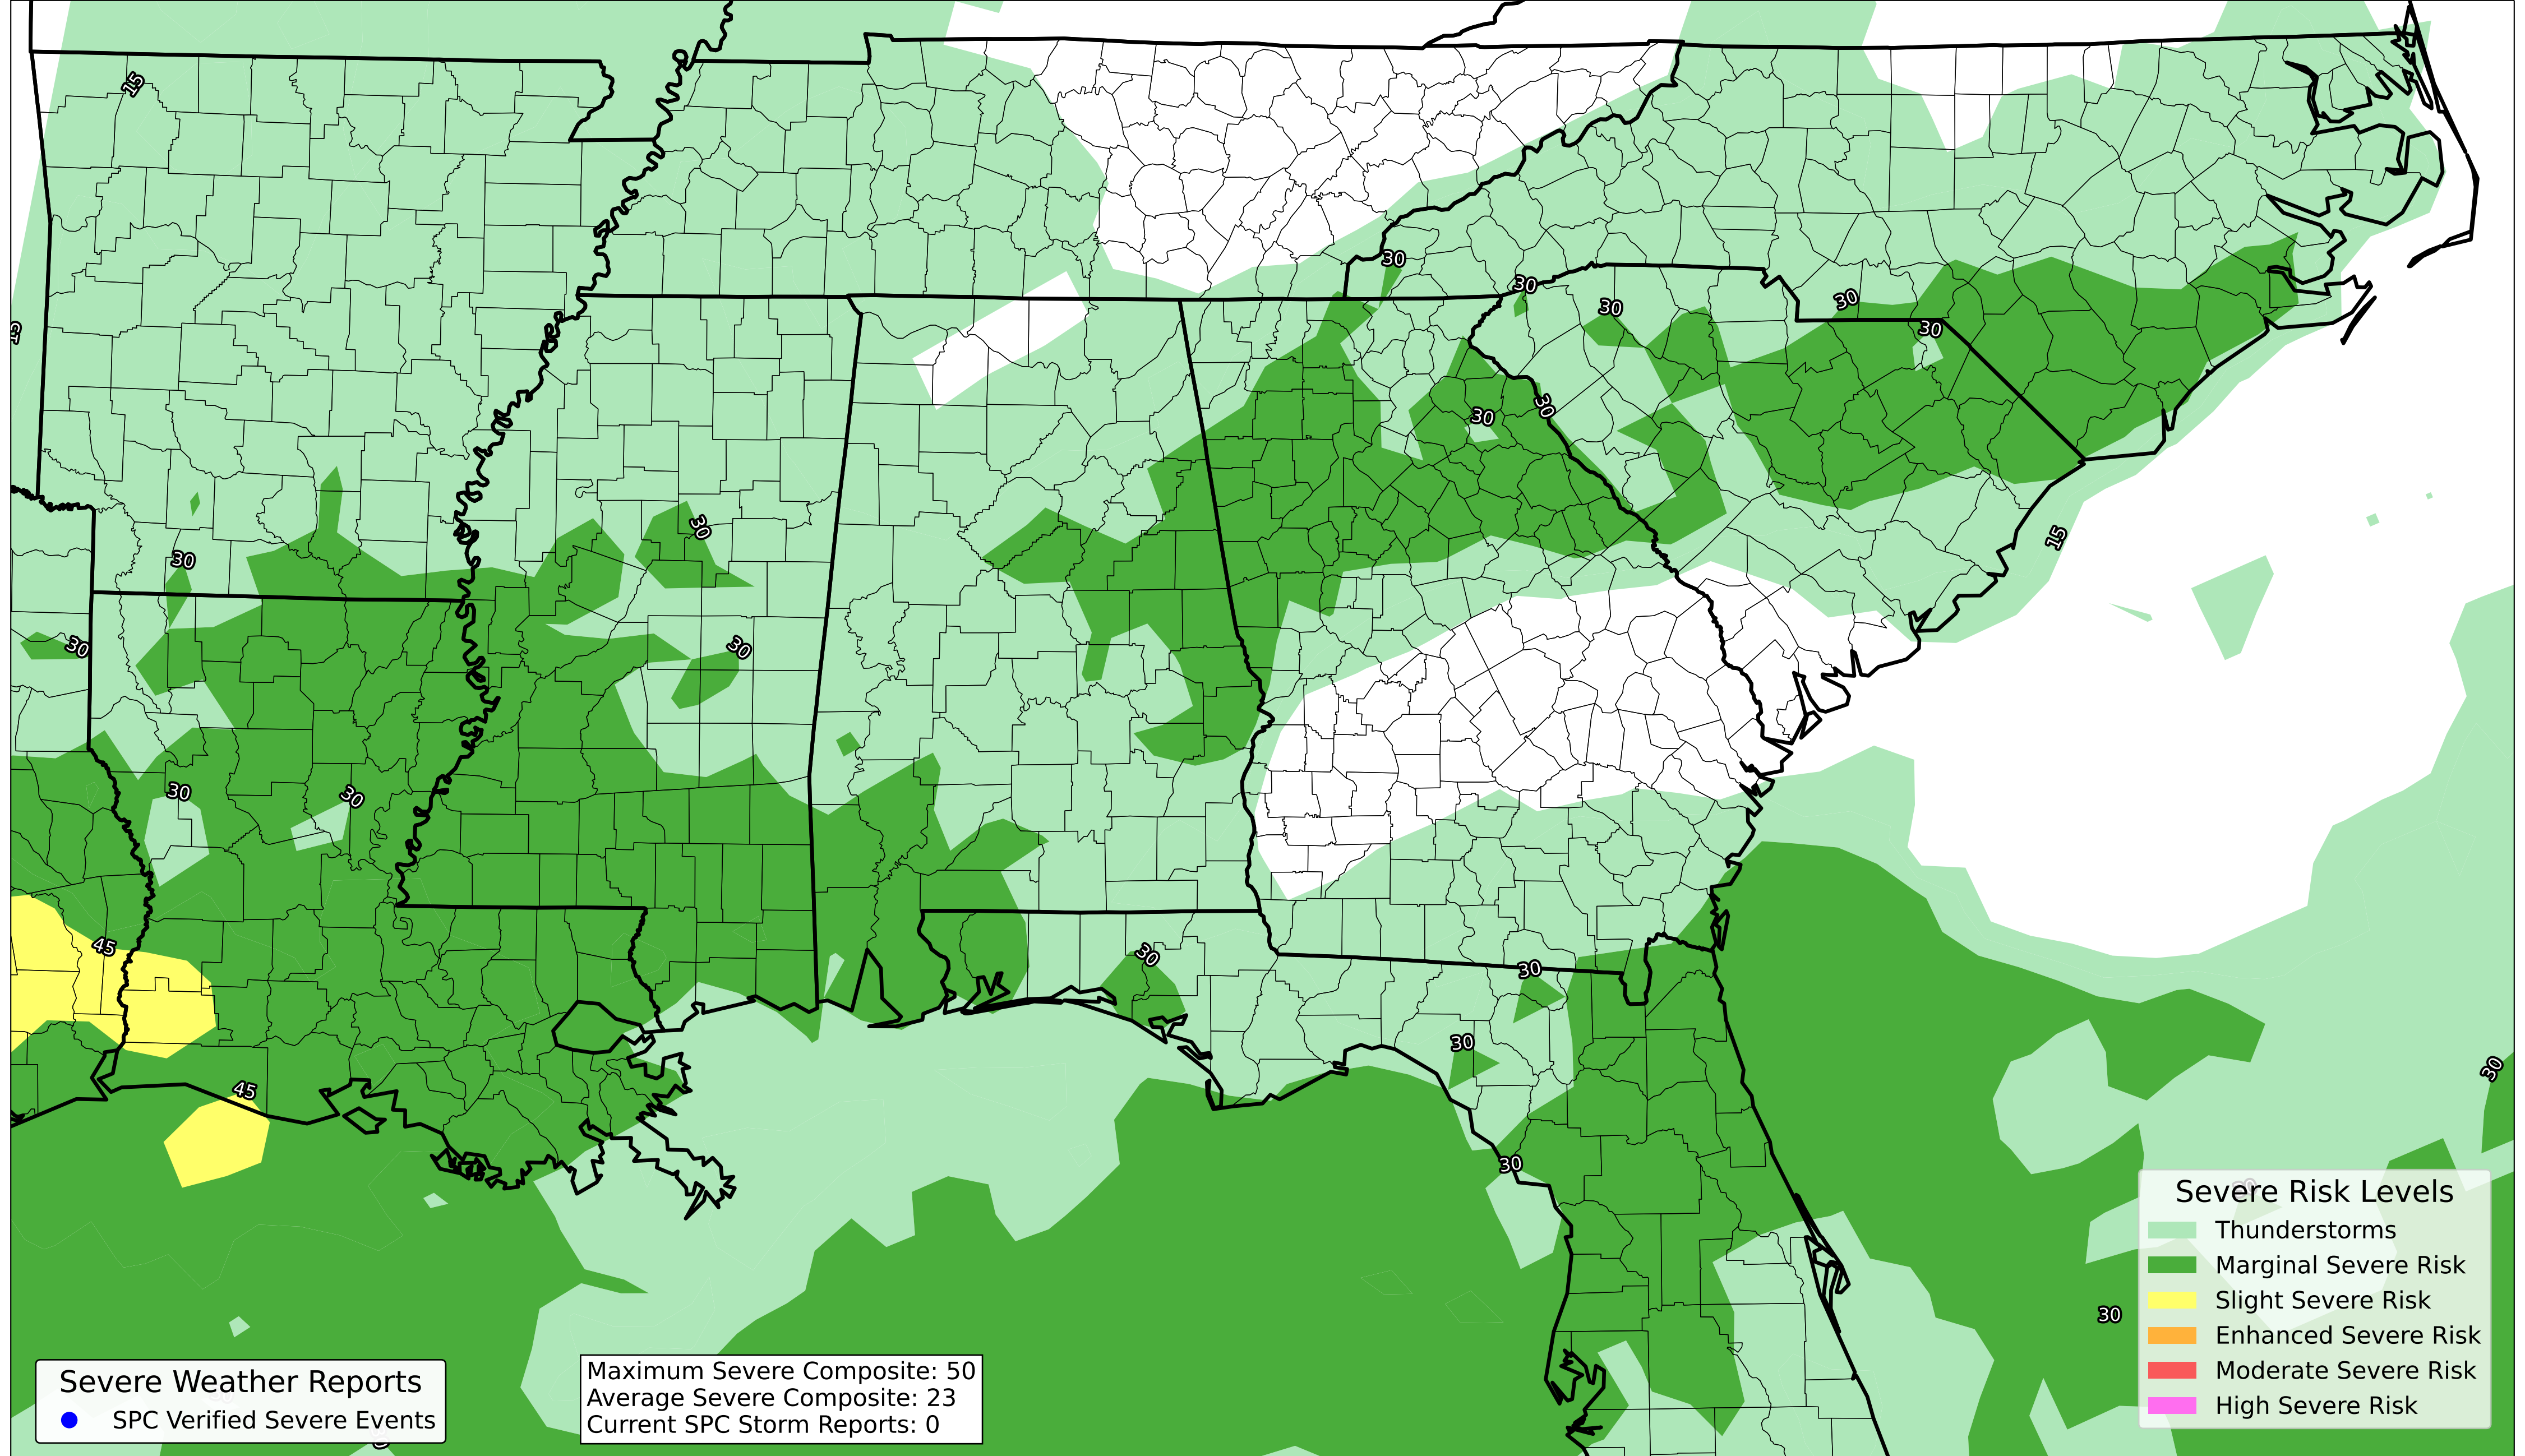 15
30
30
30
30
30
30
30
30
30
30
15
30
30
30
30
30
45
30
30
30
30
45
30
30
Severe Risk Levels
Thunderstorms
Marginal Severe Risk
Slight Severe Risk
Enhanced Severe Risk
Moderate Severe Risk
High Severe Risk
Severe Weather Reports
SPC Verified Severe Events
Maximum Severe Composite: 50
Average Severe Composite: 23
Current SPC Storm Reports: 0